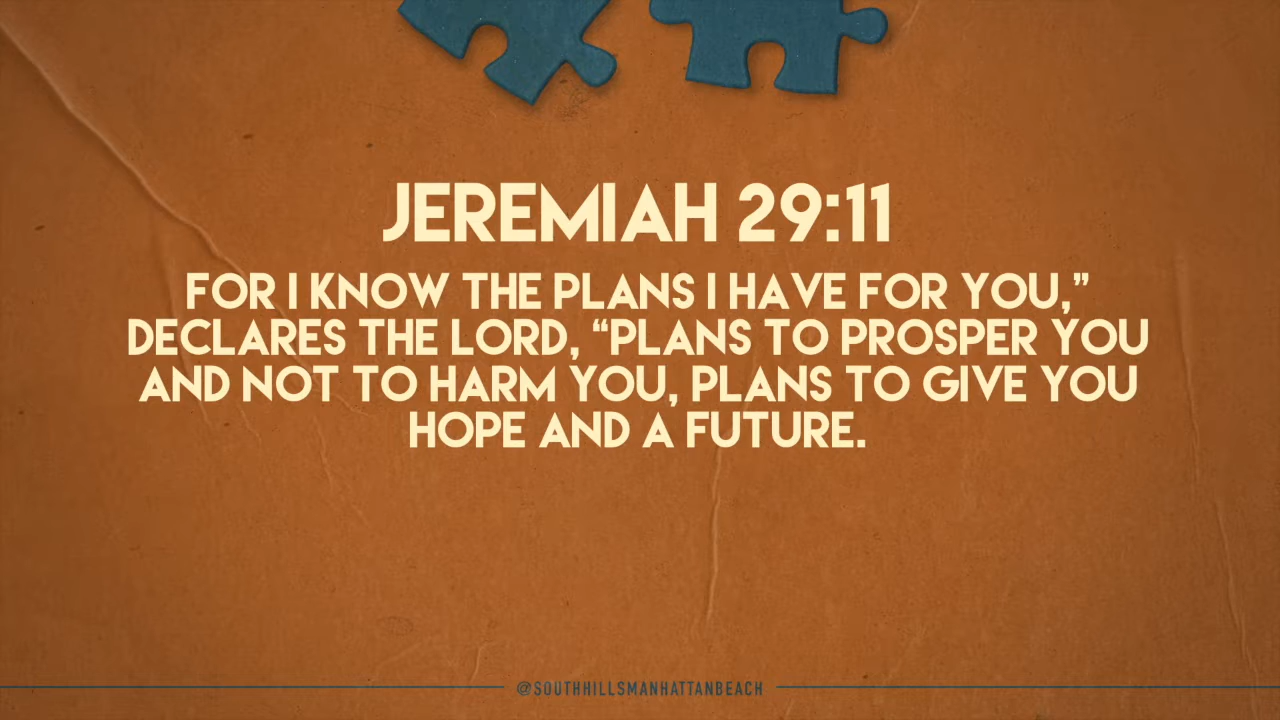 JEREMIAH 29:11
FOR I KNOW THE PLANS I HAVE FOR YOU,”
DECLARES THE LORD, “PLANS TO PROSPER YOU
AND NOT TO HARM YOU, PLANS TO GIVE YOU
HOPE AND A FUTURE.
@SOUTHHILLSMANHATTANBEACH